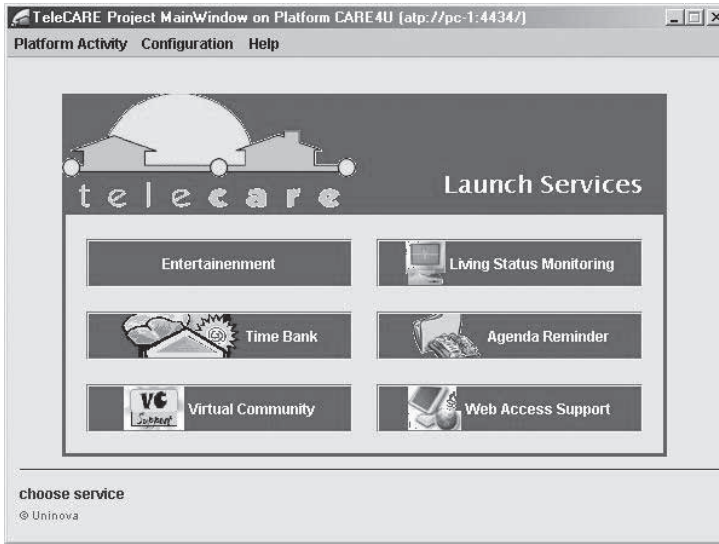 TeleCARE Project MainWindow on Platform CARE4U (atp://pc-1:4434/)
Platform Activity Configuration Help
telecare
Launch Services
Entertainenment
Living Status Monitoring
Time Bank
Agenda Reminder
VC
Support
Virtual Community
Web Access Support
choose service
© Uninova